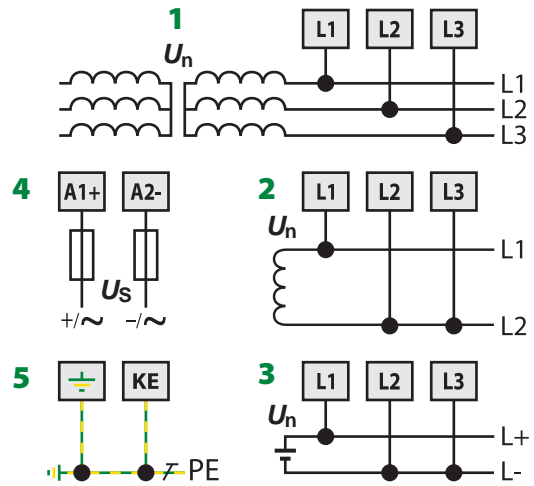 1
L1 L2 L3
Un
L1
L2
L3
4
A1+ A2-
US
+/~ –/~
2
L1 L2 L3
Un
L1
L2
5
KE
PE
3
L1 L2 L3
Un
L+
L-